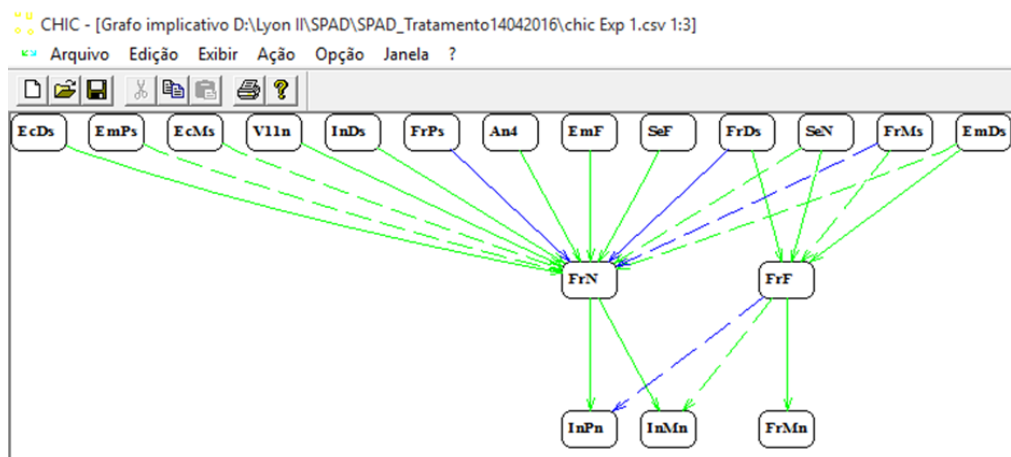 CHIC - [Grafo implicativo D:\Lyon II\SPAD\SPAD_Tratamento14042016\chic Exp 1.csv 1:3]
Arquivo Edição Exibir Ação Opção Janela ?
EcDs EmPs EcMs V11n InDs FrPs An4 EmF SeF FrDs SeN FrMs EmDs
FrN FrF
InPn InMn FrMn